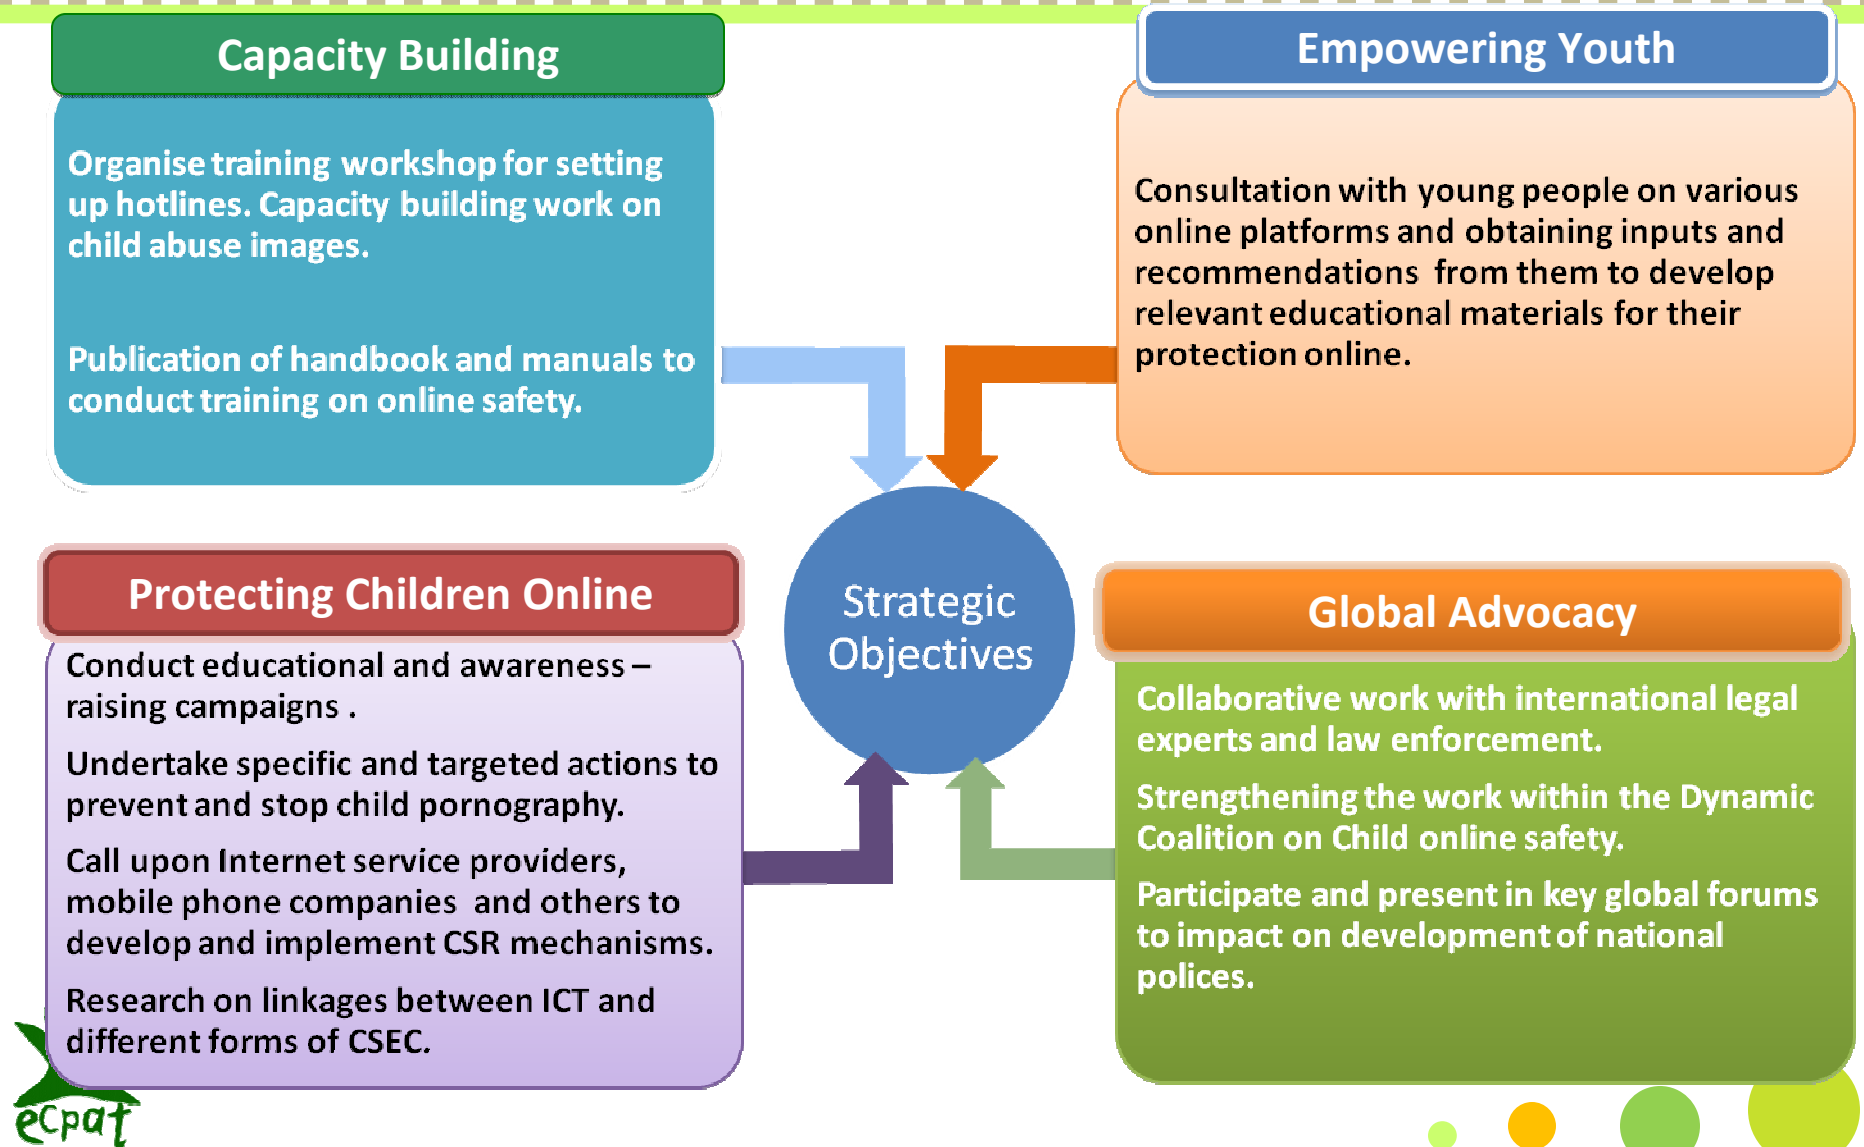 Capacity Building
Organise training workshop for setting
up hotlines. Capacity building work on
child abuse images.
Publication of handbook and manuals to
conduct training on online safety.
Empowering Youth
Consultation with young people on various
online platforms and obtaining inputs and
recommendations from them to develop
relevant educational materials for their
protection online.
Strategic
Objectives
Protecting Children Online
Conduct educational and awareness –
raising campaigns .
Undertake specific and targeted actions to
prevent and stop child pornography.
Call upon Internet service providers,
mobile phone companies and others to
develop and implement CSR mechanisms.
Research on linkages between ICT and
different forms of CSEC.
Global Advocacy
Collaborative work with international legal
experts and law enforcement.
Strengthening the work within the Dynamic
Coalition on Child online safety.
Participate and present in key global forums
to impact on development of national
polices.
eCpat